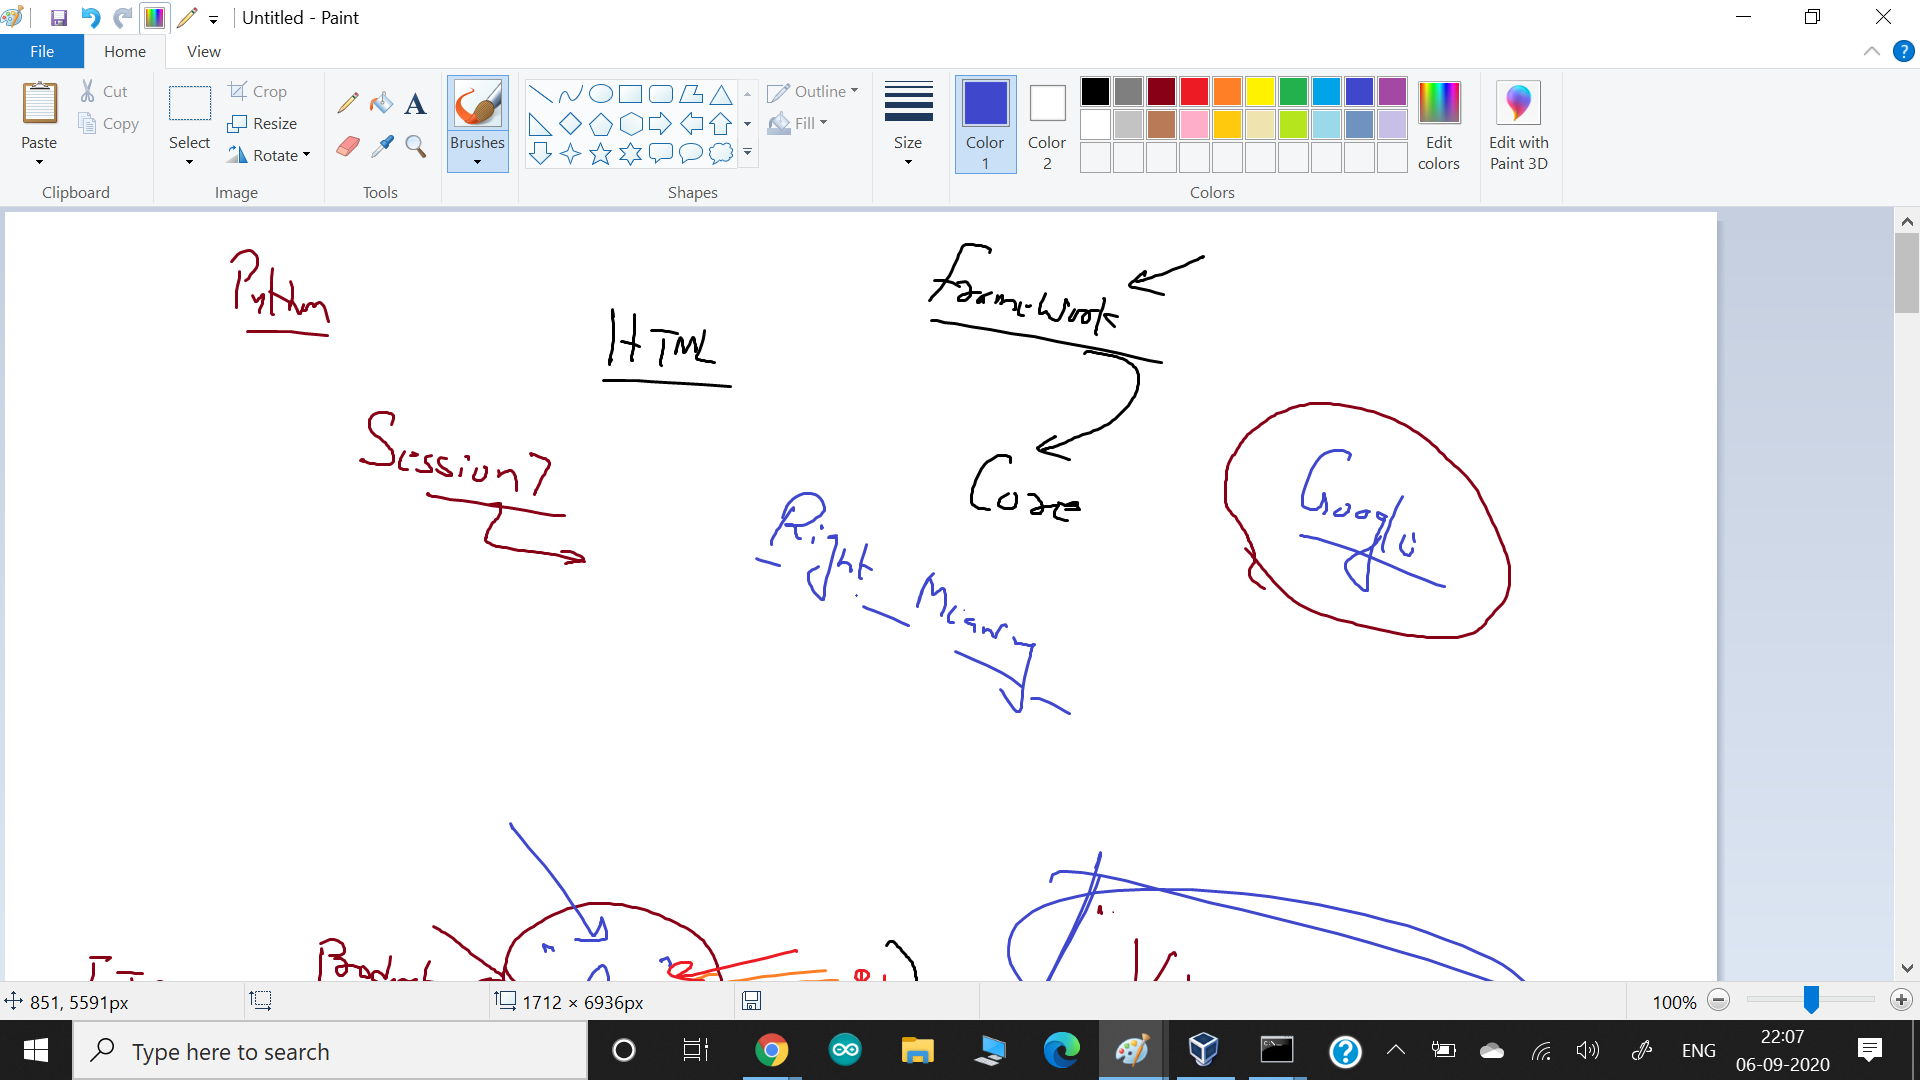 Untitled - Paint
File
Home
View
Paste
Cut
Copy
Clipboard
Select
Crop
Resize
Rotate
Image
Tools
Brushes
Shapes
Outline
Fill
Size
Color 1
Color 2
Edit colors
Colors
Edit with Paint 3D
Python
HTML
Framework
Session 7
Core
Right
Google
851, 5591px
1712 × 6936px
100%
Type here to search
ENG
22:07
06-09-2020